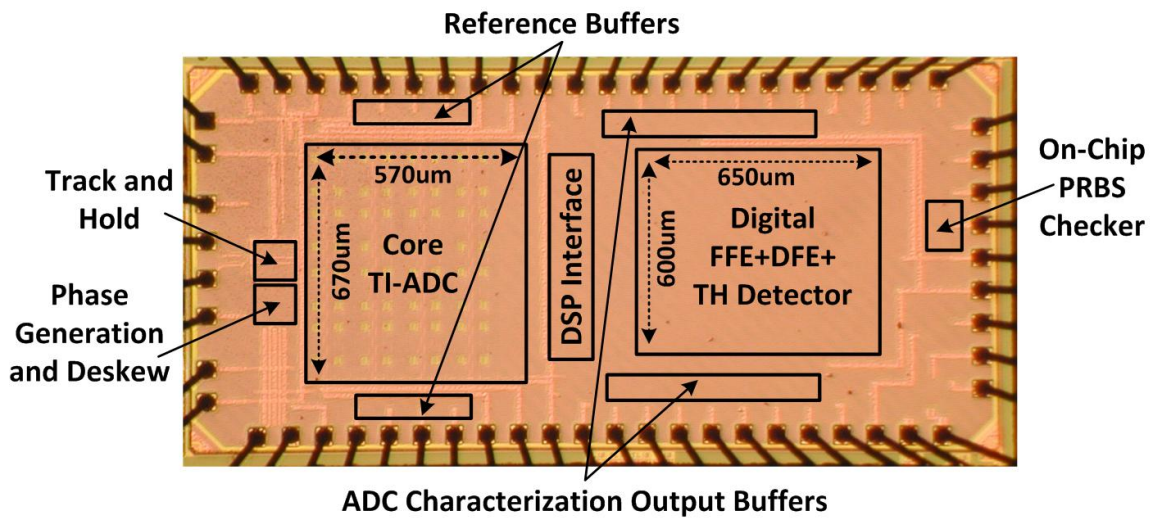 Reference Buffers
Track and
Hold
Phase
Generation
and Deskew
570um
670um
Core
TI-ADC
DSP Interface
650um
600um
Digital
FFE+DFE+
TH Detector
On-Chip
PRBS
Checker
ADC Characterization Output Buffers